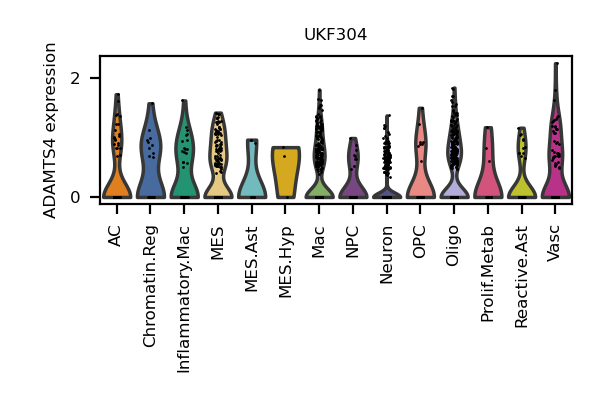 UKF304
ADAMTS4 expression
2
0
AC
Chromatin.Reg
Inflammatory.Mac
MES
MES.Ast
MES.Hyp
Mac
NPC
Neuron
OPC
Oligo
Prolif.Metab
Reactive.Ast
Vasc